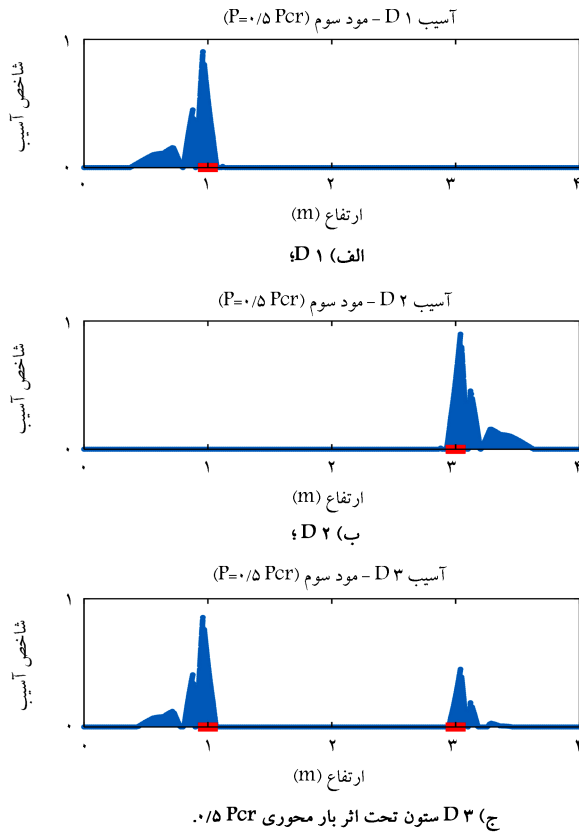 آسیب D ۱ – مود سوم (P=۰/۵ Pcr)
شاخص آسیب
۱
۰
۰ ۱ ۲ ۳ ۴
ارتفاع (m)
الف) D ۱؛
آسیب D ۲ – مود سوم (P=۰/۵ Pcr)
شاخص آسیب
۱
۰
۰ ۱ ۲ ۳ ۴
ارتفاع (m)
ب) D ۲ ؛
آسیب D ۳ – مود سوم (P=۰/۵ Pcr)
شاخص آسیب
۱
۰
۰ ۱ ۲ ۳
ارتفاع (m)
ج) D ۳ ستون تحت اثر بار محوری ۰/۵ Pcr.